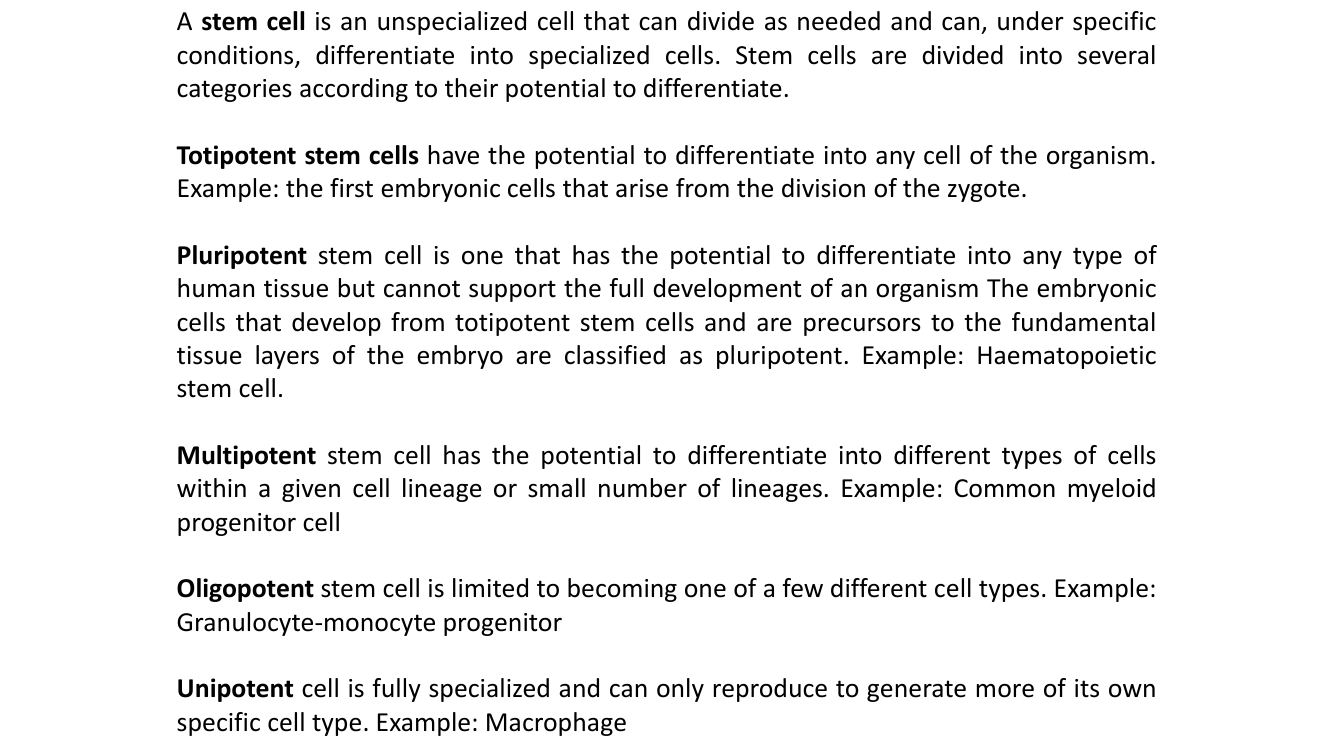 A stem cell is an unspecialized cell that can divide as needed and can, under specific
conditions, differentiate into specialized cells. Stem cells are divided into several
categories according to their potential to differentiate.
Totipotent stem cells have the potential to differentiate into any cell of the organism.
Example: the first embryonic cells that arise from the division of the zygote.
Pluripotent stem cell is one that has the potential to differentiate into any type of
human tissue but cannot support the full development of an organism The embryonic
cells that develop from totipotent stem cells and are precursors to the fundamental
tissue layers of the embryo are classified as pluripotent. Example: Haematopoietic
stem cell.
Multipotent stem cell has the potential to differentiate into different types of cells
within a given cell lineage or small number of lineages. Example: Common myeloid
progenitor cell
Oligopotent stem cell is limited to becoming one of a few different cell types. Example:
Granulocyte-monocyte progenitor
Unipotent cell is fully specialized and can only reproduce to generate more of its own
specific cell type. Example: Macrophage